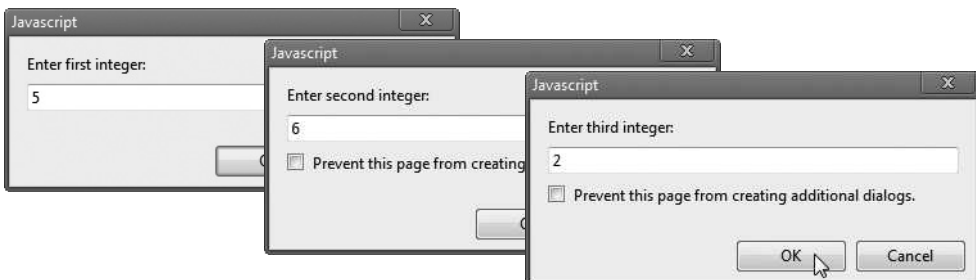 Javascript
X
Enter first integer:
5
Javascript
X
Enter second integer:
6
Prevent this page from creating
Javascript
X
Enter third integer:
2
Prevent this page from creating additional dialogs.
OK
Cancel